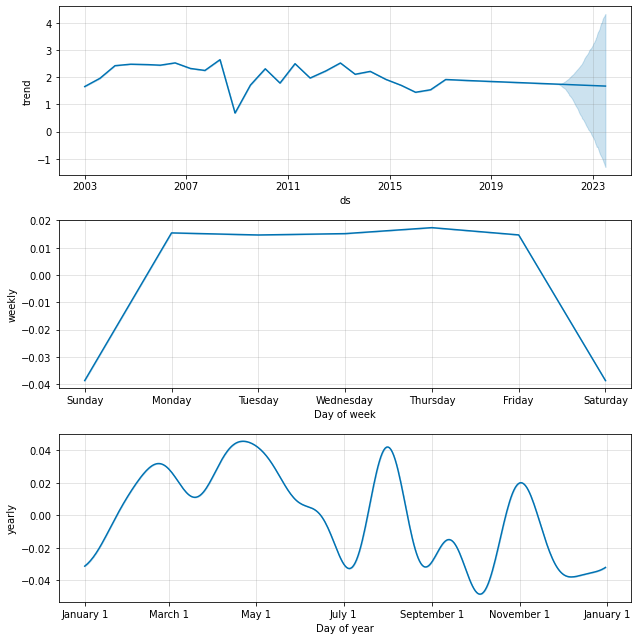 4
3
2
1
0
−1
trend
2003 2007 2011 2015 2019 2023
ds
0.02
0.01
0.00
−0.01
−0.02
−0.03
−0.04
weekly
Sunday Monday Tuesday Wednesday Thursday Friday Saturday
Day of week
0.04
0.02
0.00
−0.02
−0.04
yearly
January 1 March 1 May 1 July 1 September 1 November 1 January 1
Day of year